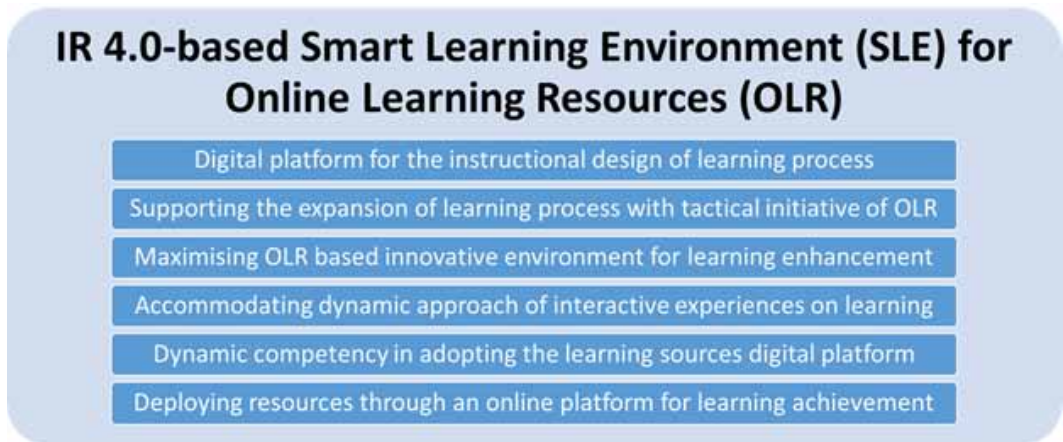 IR 4.0-based Smart Learning Environment (SLE) for
Online Learning Resources (OLR)
Digital platform for the instructional design of learning process
Supporting the expansion of learning process with tactical initiative of OLR
Maximising OLR based innovative environment for learning enhancement
Accommodating dynamic approach of interactive experiences on learning
Dynamic competency in adopting the learning sources digital platform
Deploying resources through an online platform for learning achievement